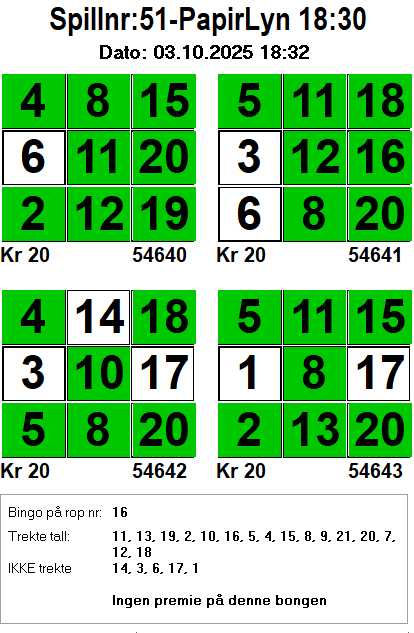 Spillnr:51-PapirLyn 18:30
Dato: 03.10.2025 18:32
4 8 15 5 11 18
6 11 20 3 12 16
2 12 19 6 8 20
Kr 20 54640 Kr 20 54641
4 14 18 5 11 15
3 10 17 1 8 17
5 8 20 2 13 20
Kr 20 54642 Kr 20 54643
Bingo på rop nr: 16
Trekte tall: 11, 13, 19, 2, 10, 16, 5, 4, 15, 8, 9, 21, 20, 7,
12, 18
IKKE trekte 14, 3, 6, 17, 1
Ingen premie på denne bongen